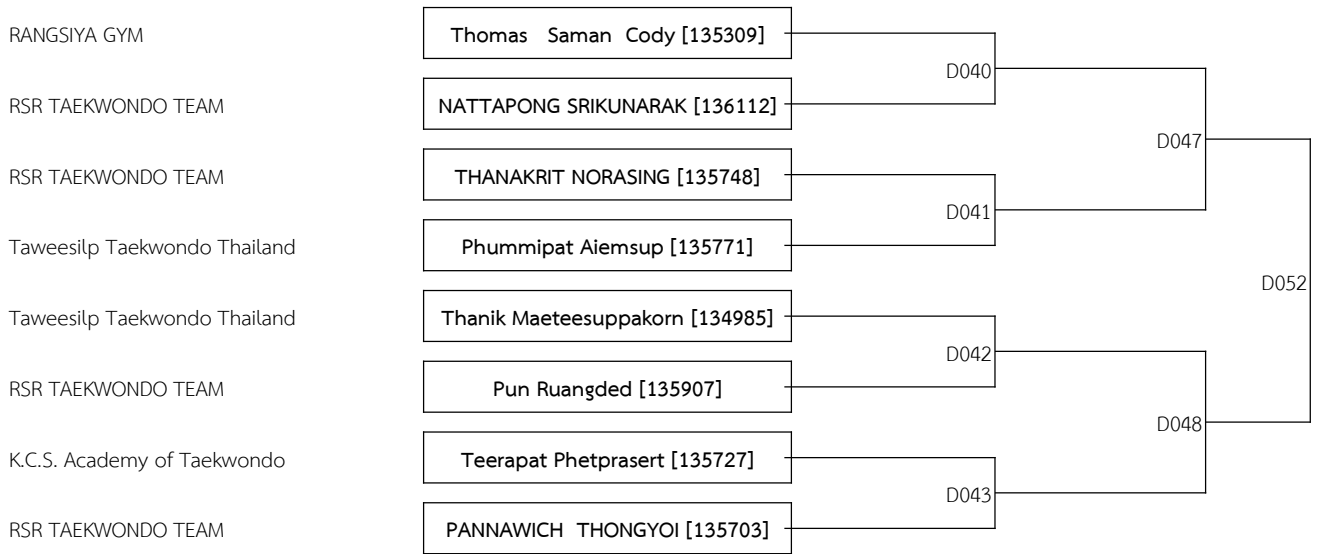 RANGSIYA GYM Thomas Saman Cody [135309]
D040
RSR TAEKWONDO TEAM NATTAPONG SRIKUNARAK [136112]
D047
RSR TAEKWONDO TEAM THANAKRIT NORASING [135748]
D041
Taweesilp Taekwondo Thailand Phummipat Aiemsup [135771]
D052
Taweesilp Taekwondo Thailand Thanik Maeteesuppakorn [134985]
D042
RSR TAEKWONDO TEAM Pun Ruangded [135907]
D048
K.C.S. Academy of Taekwondo Teerapat Phetprasert [135727]
D043
RSR TAEKWONDO TEAM PANNAWICH THONGYOI [135703]